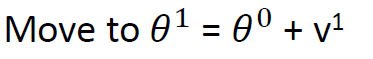 Move to θ¹ = θ⁰ + v¹